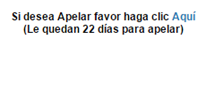 Si desea Apelar favor haga clic Aquí
(Le quedan 22 días para apelar)